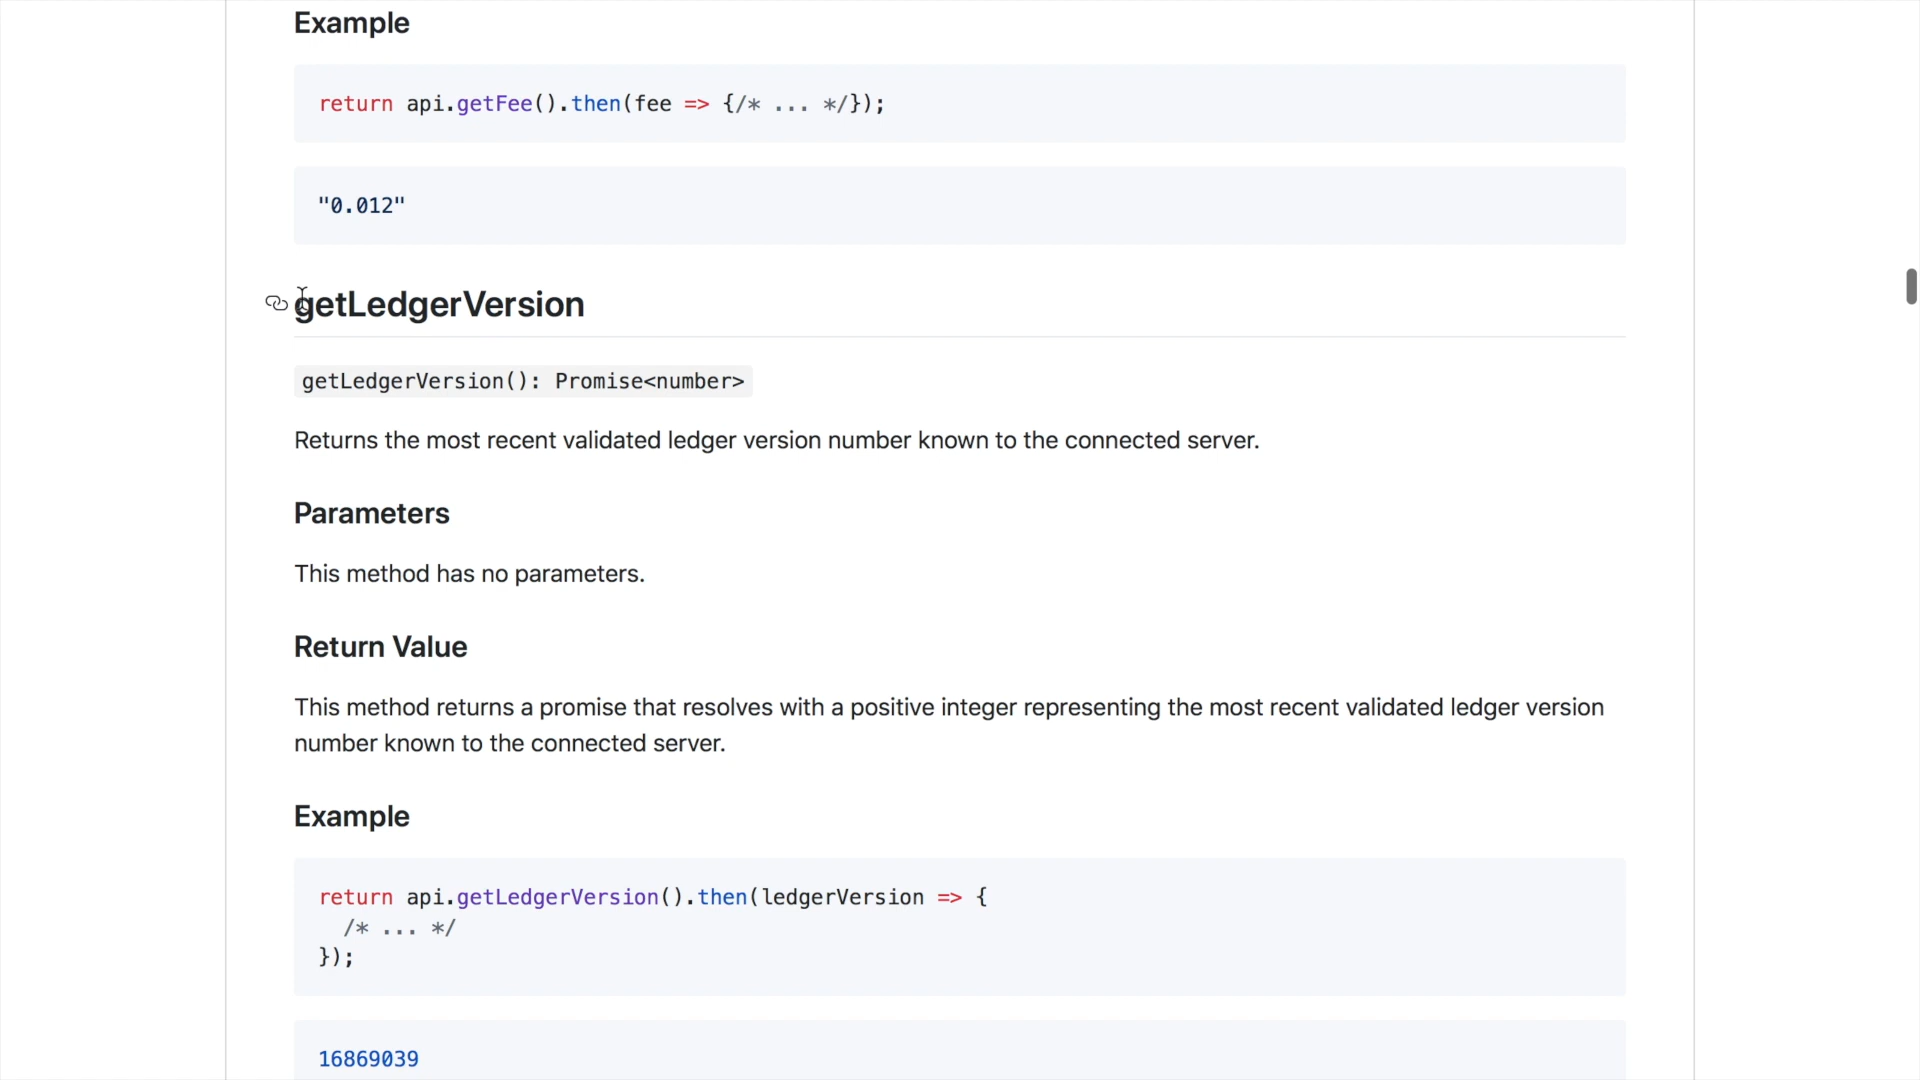 Example
return api.getFee().then(fee => {/* ... */});
"0.012"
getLedgerVersion
getLedgerVersion(): Promise<number>
Returns the most recent validated ledger version number known to the connected server.
Parameters
This method has no parameters.
Return Value
This method returns a promise that resolves with a positive integer representing the most recent validated ledger version
number known to the connected server.
Example
return api.getLedgerVersion().then(ledgerVersion => {
  /* ... */
});
16869039